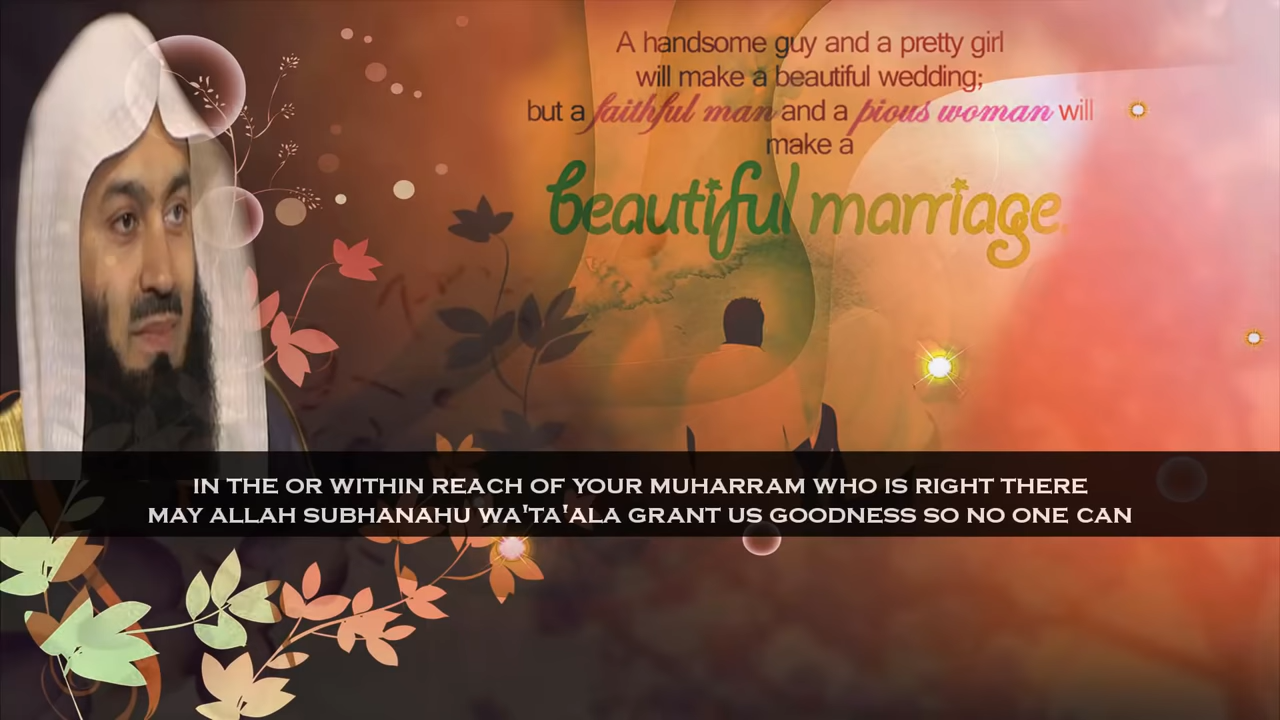 A handsome guy and a pretty girl
will make a beautiful wedding;
but a faithful man and a pious woman will
make a
beautiful marriage.
IN THE OR WITHIN REACH OF YOUR MUHARRAM WHO IS RIGHT THERE
MAY ALLAH SUBHANAHU WA'TA'ALA GRANT US GOODNESS SO NO ONE CAN